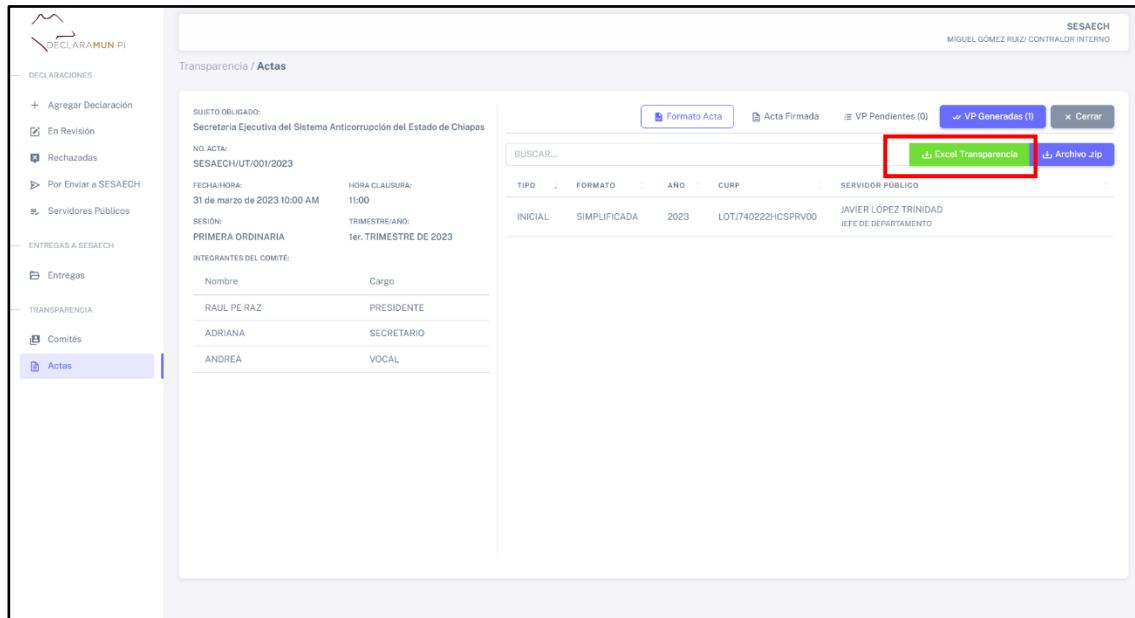 DECLARAMUN PI
SESAECH
MIGUEL GÓMEZ RUÍZ/ CONTRALOR INTERNO
Transparencia / Actas
DECLARACIONES
+ Agregar Declaración
En Revisión
Rechazadas
Por Enviar a SESAECH
Servidores Públicos
ENTREGAS A SESAECH
Entregas
TRANSPARENCIA
Comités
Actas
SUJETO OBLIGADO:
Secretaría Ejecutiva del Sistema Anticorrupción del Estado de Chiapas
NO. ACTA:
SESAECH/UT/001/2023
FECHA/HORA: HORA CLAUSURA:
31 de marzo de 2023 10:00 AM 11:00
SESIÓN: TRIMESTRE/AÑO:
PRIMERA ORDINARIA 1er. TRIMESTRE DE 2023
INTEGRANTES DEL COMITÉ:
Nombre Cargo
RAUL PE RAZ PRESIDENTE
ADRIANA SECRETARIO
ANDREA VOCAL
Formato Acta Acta Firmada VP Pendientes (0) VP Generadas (1) × Cerrar
BUSCAR... Excel Transparencia Archivo .zip
TIPO FORMATO AÑO CURP SERVIDOR PÚBLICO
INICIAL SIMPLIFICADA 2023 LOTJ740222HCSPRV00 JAVIER LÓPEZ TRINIDAD
JEFE DE DEPARTAMENTO